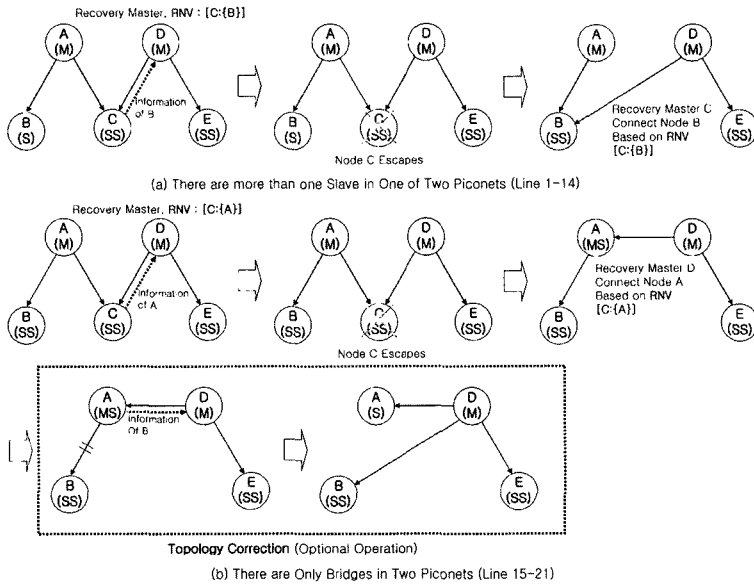 Recovery Master, RNV : [C:{B}]
A
(M)
D
(M)
Information
of B
B
(S)
C
(SS)
E
(SS)
A
(M)
D
(M)
B
(S)
C
(SS)
E
(SS)
Node C Escapes
A
(M)
D
(M)
Recovery Master C
Connect Node B
Based on RNV
[C:{B}]
B
(SS)
E
(SS)
(a) There are more than one Slave in One of Two Piconets (Line 1-14)
Recovery Master, RNV : [C:{A}]
A
(M)
D
(M)
Information
of A
B
(SS)
C
(SS)
E
(SS)
A
(M)
D
(M)
B
(SS)
C
(SS)
E
(SS)
Node C Escapes
A
(MS)
D
(M)
Recovery Master D
Connect Node A
Based on RNV
[C:{A}]
B
(SS)
E
(SS)
A
(MS)
D
(M)
Information
Of B
B
(SS)
E
(SS)
A
(S)
D
(M)
B
(SS)
E
(SS)
Topology Correction (Optional Operation)
(b) There are Only Bridges in Two Piconets (Line 15-21)